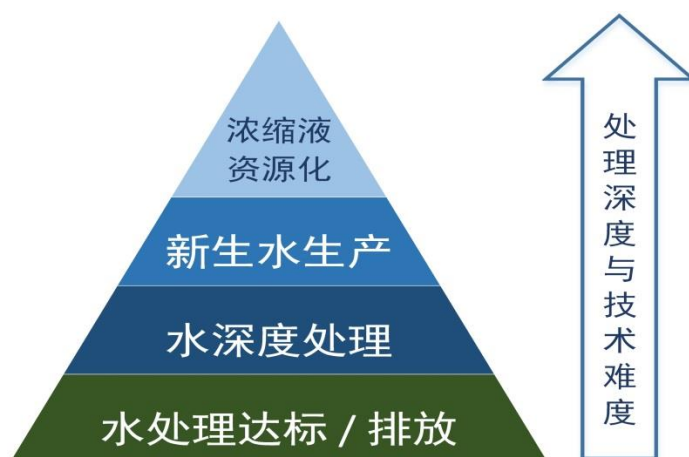 浓缩液
资源化
新生水生产
水深度处理
水处理达标 / 排放
处理深度与技术难度